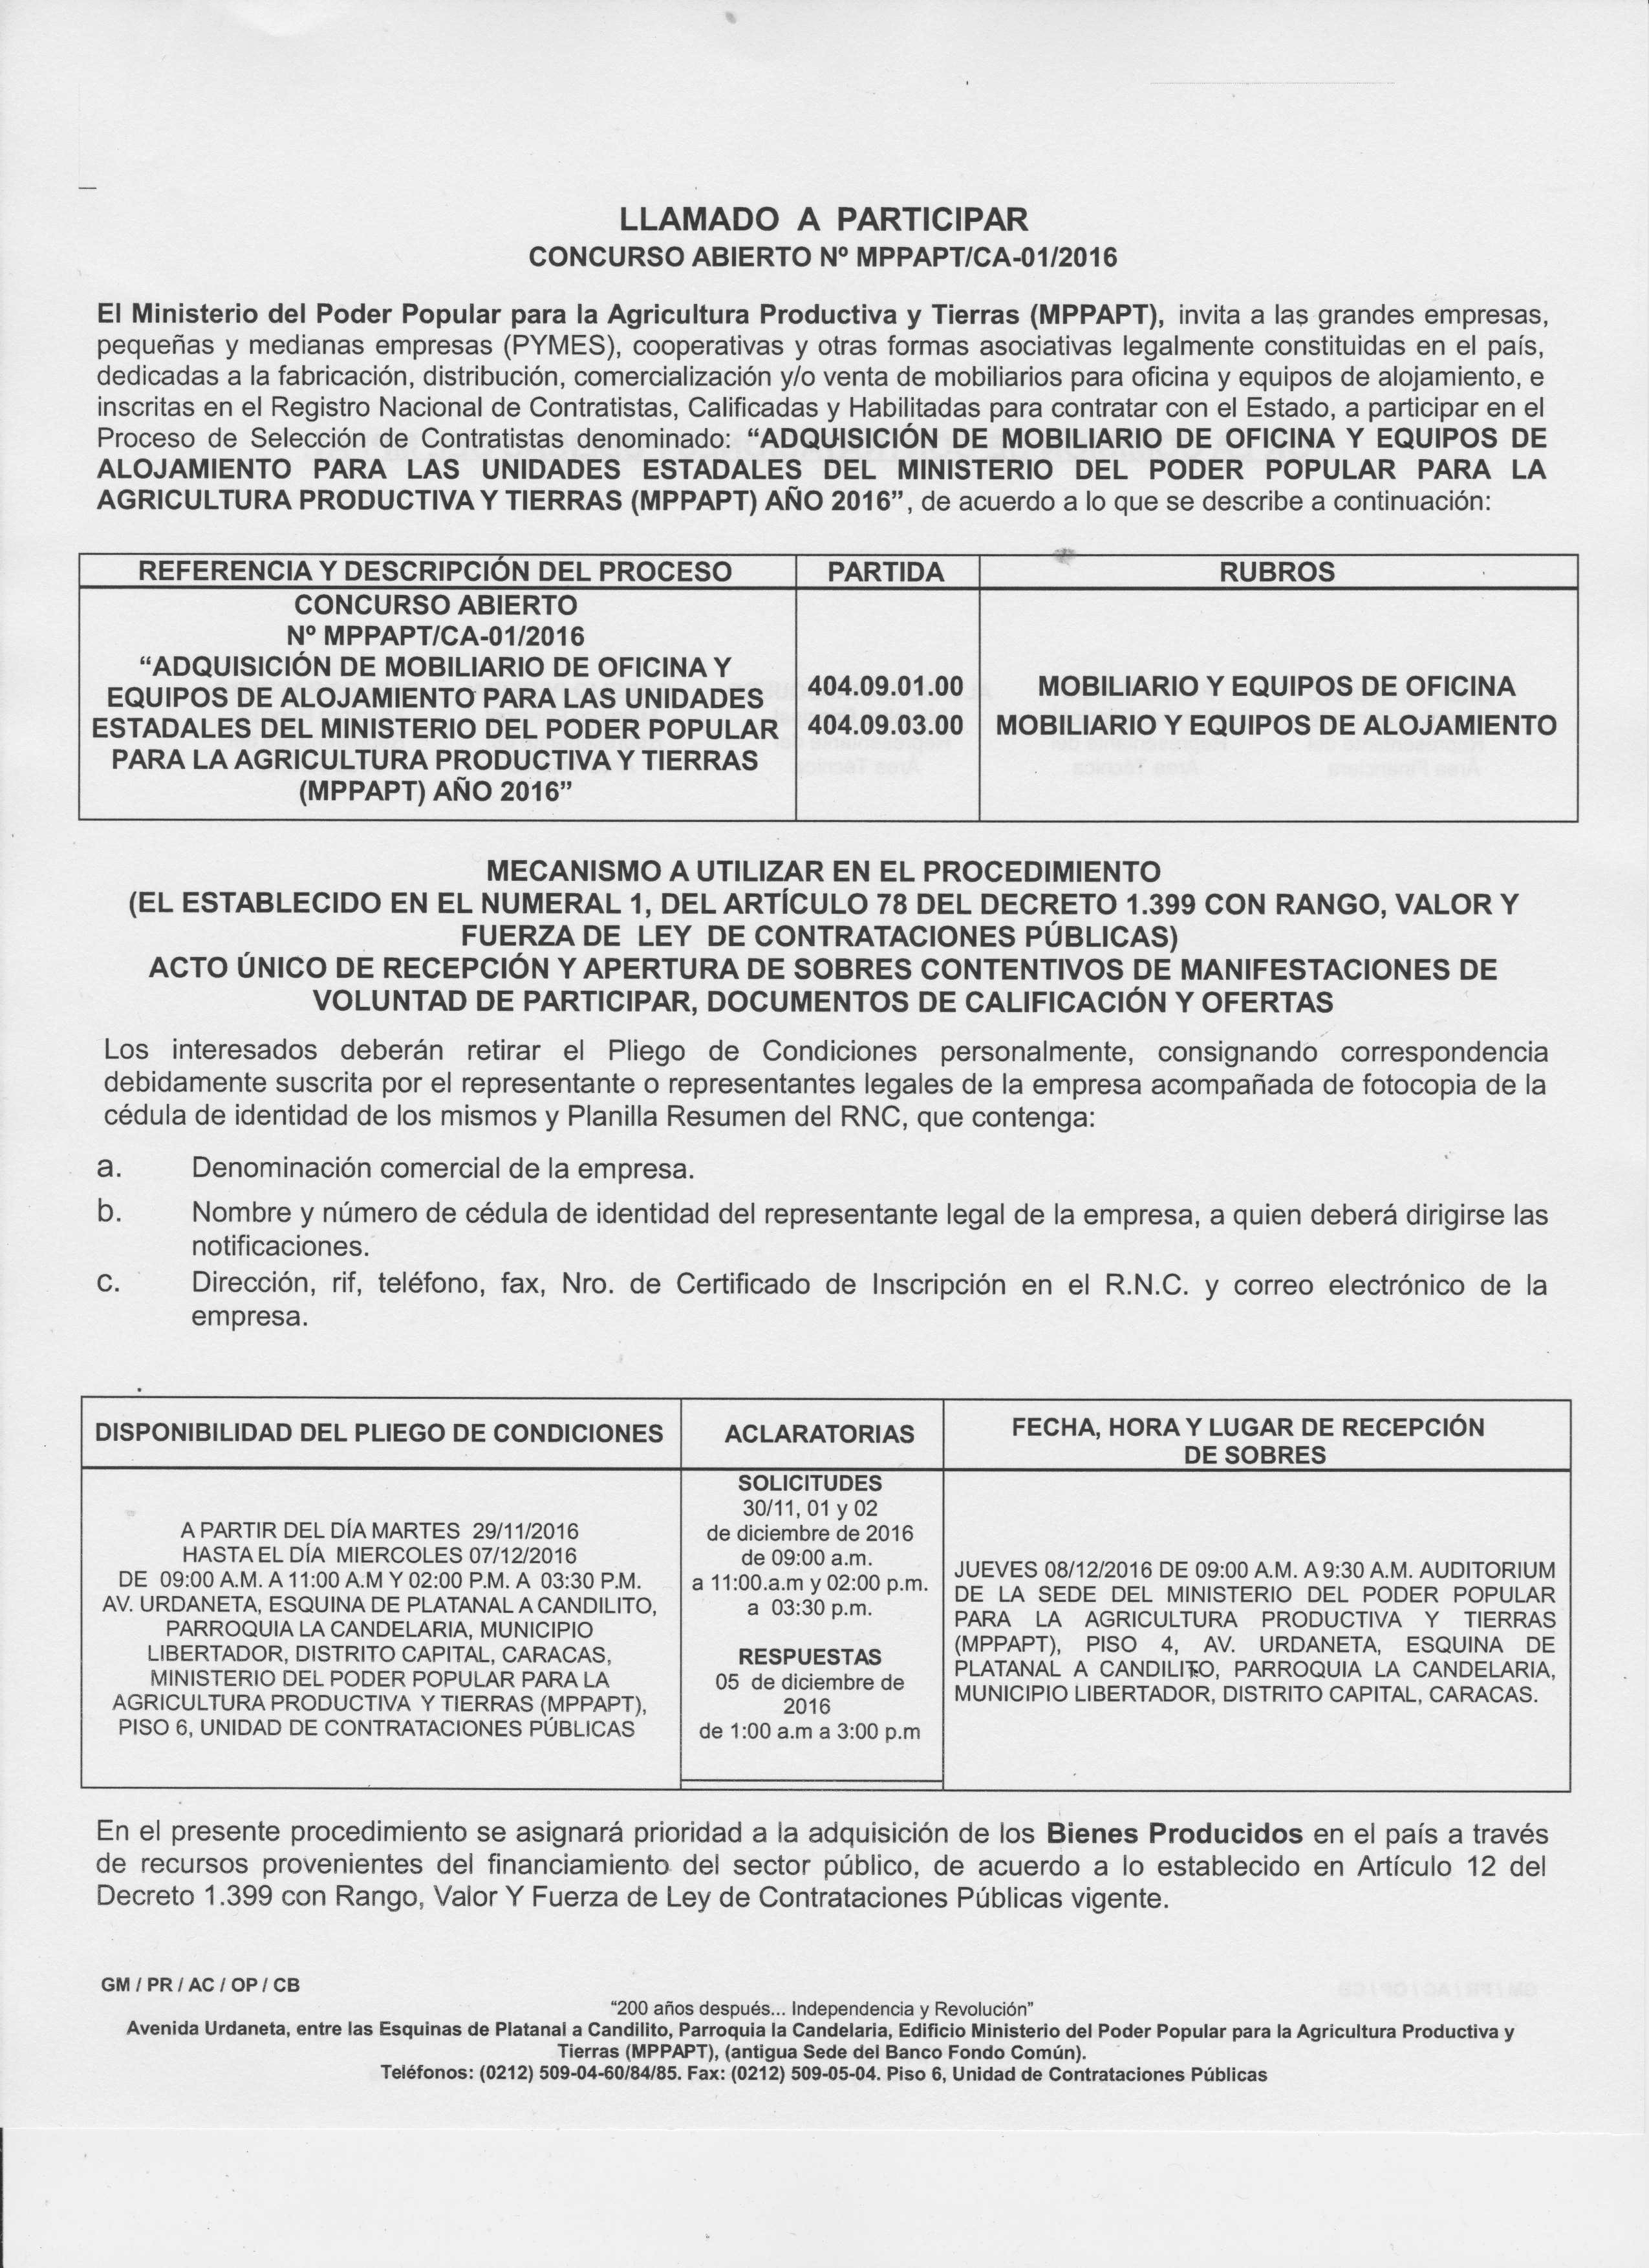 LLAMADO A PARTICIPAR
CONCURSO ABIERTO Nº MPPAPT/CA-01/2016
El Ministerio del Poder Popular para la Agricultura Productiva y Tierras (MPPAPT), invita a las grandes empresas,
pequeñas y medianas empresas (PYMES), cooperativas y otras formas asociativas legalmente constituidas en el país,
dedicadas a la fabricación, distribución, comercialización y/o venta de mobiliarios para oficina y equipos de alojamiento, e
inscritas en el Registro Nacional de Contratistas, Calificadas y Habilitadas para contratar con el Estado, a participar en el
Proceso de Selección de Contratistas denominado: “ADQUISICIÓN DE MOBILIARIO DE OFICINA Y EQUIPOS DE
ALOJAMIENTO PARA LAS UNIDADES ESTADALES DEL MINISTERIO DEL PODER POPULAR PARA LA
AGRICULTURA PRODUCTIVA Y TIERRAS (MPPAPT) AÑO 2016”, de acuerdo a lo que se describe a continuación:
REFERENCIA Y DESCRIPCIÓN DEL PROCESO
CONCURSO ABIERTO
Nº MPPAPT/CA-01/2016
“ADQUISICIÓN DE MOBILIARIO DE OFICINA Y
EQUIPOS DE ALOJAMIENTO PARA LAS UNIDADES
ESTADALES DEL MINISTERIO DEL PODER POPULAR
PARA LA AGRICULTURA PRODUCTIVA Y TIERRAS
(MPPAPT) AÑO 2016”
PARTIDA
404.09.01.00
404.09.03.00
RUBROS
MOBILIARIO Y EQUIPOS DE OFICINA
MOBILIARIO Y EQUIPOS DE ALOJAMIENTO
MECANISMO A UTILIZAR EN EL PROCEDIMIENTO
(EL ESTABLECIDO EN EL NUMERAL 1, DEL ARTÍCULO 78 DEL DECRETO 1.399 CON RANGO, VALOR Y
FUERZA DE LEY DE CONTRATACIONES PÚBLICAS)
ACTO ÚNICO DE RECEPCIÓN Y APERTURA DE SOBRES CONTENTIVOS DE MANIFESTACIONES DE
VOLUNTAD DE PARTICIPAR, DOCUMENTOS DE CALIFICACIÓN Y OFERTAS
Los interesados deberán retirar el Pliego de Condiciones personalmente, consignando correspondencia
debidamente suscrita por el representante o representantes legales de la empresa acompañada de fotocopia de la
cédula de identidad de los mismos y Planilla Resumen del RNC, que contenga:
a. Denominación comercial de la empresa.
b. Nombre y número de cédula de identidad del representante legal de la empresa, a quien deberá dirigirse las
notificaciones.
c. Dirección, rif, teléfono, fax, Nro. de Certificado de Inscripción en el R.N.C. y correo electrónico de la
empresa.
DISPONIBILIDAD DEL PLIEGO DE CONDICIONES
A PARTIR DEL DÍA MARTES 29/11/2016
HASTA EL DÍA MIERCOLES 07/12/2016
DE 09:00 A.M. A 11:00 A.M Y 02:00 P.M. A 03:30 P.M.
AV. URDANETA, ESQUINA DE PLATANAL A CANDILITO,
PARROQUIA LA CANDELARIA, MUNICIPIO
LIBERTADOR, DISTRITO CAPITAL, CARACAS,
MINISTERIO DEL PODER POPULAR PARA LA
AGRICULTURA PRODUCTIVA Y TIERRAS (MPPAPT),
PISO 6, UNIDAD DE CONTRATACIONES PÚBLICAS
ACLARATORIAS
SOLICITUDES
30/11, 01 y 02
de diciembre de 2016
de 09:00 a.m.
a 11:00.a.m y 02:00 p.m.
a 03:30 p.m.
RESPUESTAS
05 de diciembre de
2016
de 1:00 a.m a 3:00 p.m
FECHA, HORA Y LUGAR DE RECEPCIÓN
DE SOBRES
JUEVES 08/12/2016 DE 09:00 A.M. A 9:30 A.M. AUDITORIUM
DE LA SEDE DEL MINISTERIO DEL PODER POPULAR
PARA LA AGRICULTURA PRODUCTIVA Y TIERRAS
(MPPAPT), PISO 4, AV. URDANETA, ESQUINA DE
PLATANAL A CANDILITO, PARROQUIA LA CANDELARIA,
MUNICIPIO LIBERTADOR, DISTRITO CAPITAL, CARACAS.
En el presente procedimiento se asignará prioridad a la adquisición de los Bienes Producidos en el país a través
de recursos provenientes del financiamiento del sector público, de acuerdo a lo establecido en Artículo 12 del
Decreto 1.399 con Rango, Valor Y Fuerza de Ley de Contrataciones Públicas vigente.
GM / PR / AC / OP / CB
“200 años después... Independencia y Revolución”
Avenida Urdaneta, entre las Esquinas de Platanal a Candilito, Parroquia la Candelaria, Edificio Ministerio del Poder Popular para la Agricultura Productiva y
Tierras (MPPAPT), (antigua Sede del Banco Fondo Común).
Teléfonos: (0212) 509-04-60/84/85. Fax: (0212) 509-05-04. Piso 6, Unidad de Contrataciones Públicas